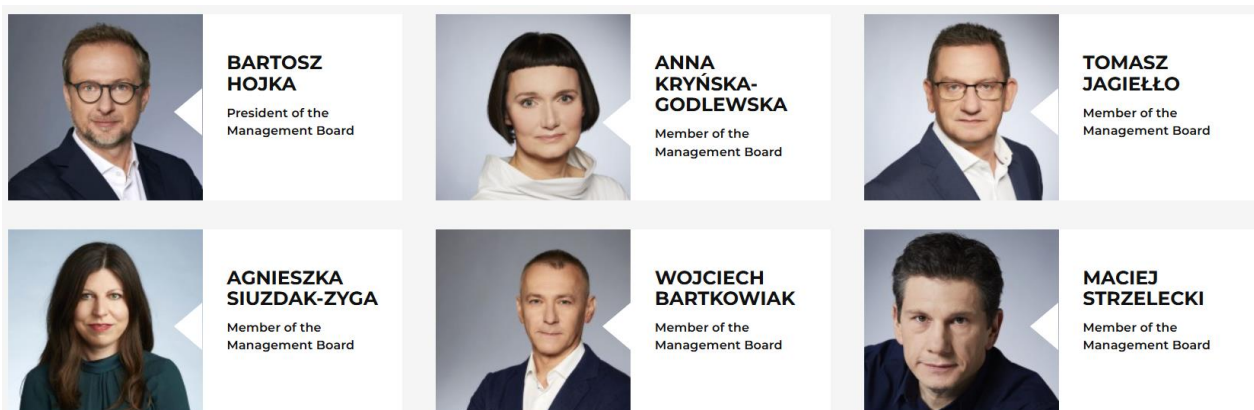 BARTOSZ
HOJKA
President of the
Management Board
ANNA
KRYŃSKA-
GODLEWSKA
Member of the
Management Board
TOMASZ
JAGIEŁŁO
Member of the
Management Board
AGNIESZKA
SIUZDAK-ZYGA
Member of the
Management Board
WOJCIECH
BARTKOWIAK
Member of the
Management Board
MACIEJ
STRZELECKI
Member of the
Management Board